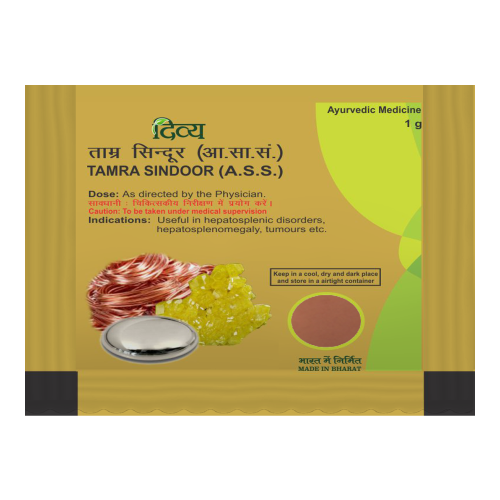 दिव्य
Ayurvedic Medicine
1 g
ताम्र सिन्दूर (आ.सा.सं.)
TAMRA SINDOOR (A.S.S.)
Dose: As directed by the Physician.
सावधानी : चिकित्सकीय निरीक्षण में प्रयोग करें।
Caution: To be taken under medical supervision
Indications: Useful in hepatosplenic disorders,
hepatosplenomegaly, tumours etc.
Keep in a cool, dry and dark place
and store in a airtight container
भारत में निर्मित
MADE IN BHARAT